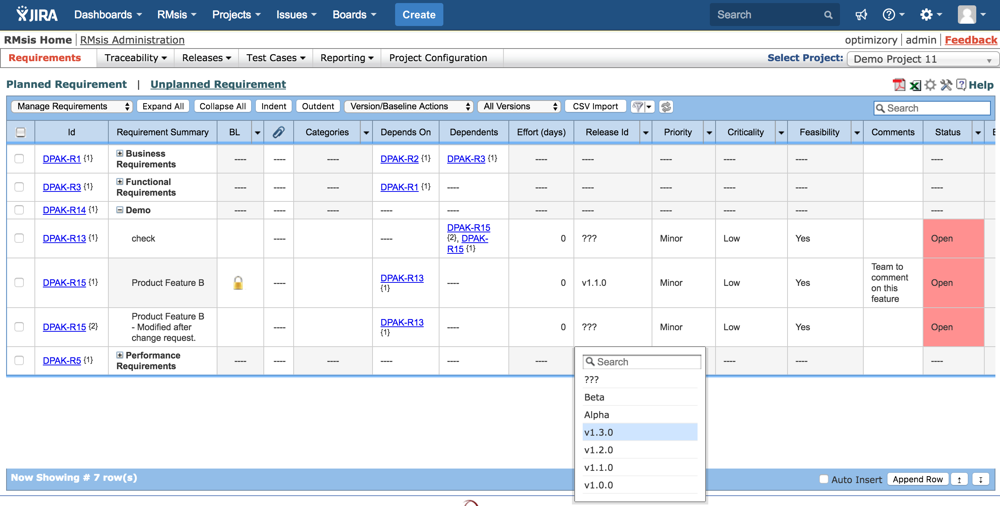 JIRA Dashboards RMsis Projects Issues Boards Create Search
RMsis Home RMsis Administration optimizory admin Feedback
Requirements Traceability Releases Test Cases Reporting Project Configuration Select Project: Demo Project 11
Planned Requirement | Unplanned Requirement Help
Manage Requirements Expand All Collapse All Indent Outdent Version/Baseline Actions All Versions CSV Import Search
Id Requirement Summary BL Categories Depends On Dependents Effort (days) Release Id Priority Criticality Feasibility Comments Status
DPAK-R1 {1} Business Requirements ---- ---- ---- DPAK-R2 {1} DPAK-R3 {1} ---- ---- ---- ---- ---- ----
DPAK-R3 {1} Functional Requirements ---- ---- ---- DPAK-R1 {1} ---- ---- ---- ---- ---- ---- ----
DPAK-R14 {1} Demo ---- ---- ---- ---- ---- ---- ---- ---- ---- ---- ----
DPAK-R13 {1} check ---- ---- DPAK-R15 {2}, DPAK-R15 {1} 0 ??? Minor Low Yes Open
DPAK-R15 {1} Product Feature B ---- DPAK-R13 {1} ---- 0 v1.1.0 Minor Low Yes Team to comment on this feature Open
DPAK-R15 {2} Product Feature B - Modified after change request. ---- DPAK-R13 {1} ---- 0 ??? Minor Low Yes Open
DPAK-R5 {1} Performance Requirements ---- ---- ---- ---- ---- ---- ---- ---- ----
Search
???
Beta
Alpha
v1.3.0
v1.2.0
v1.1.0
v1.0.0
Now Showing # 7 row(s) Auto Insert Append Row